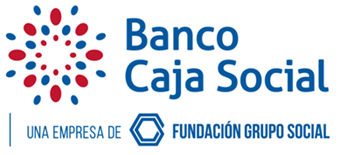 Banco
Caja Social
UNA EMPRESA DE FUNDACIÓN GRUPO SOCIAL